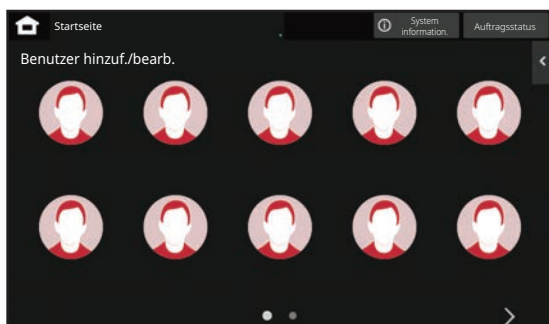 Startseite
System
information.
Auftragsstatus
Benutzer hinzuf./bearb.